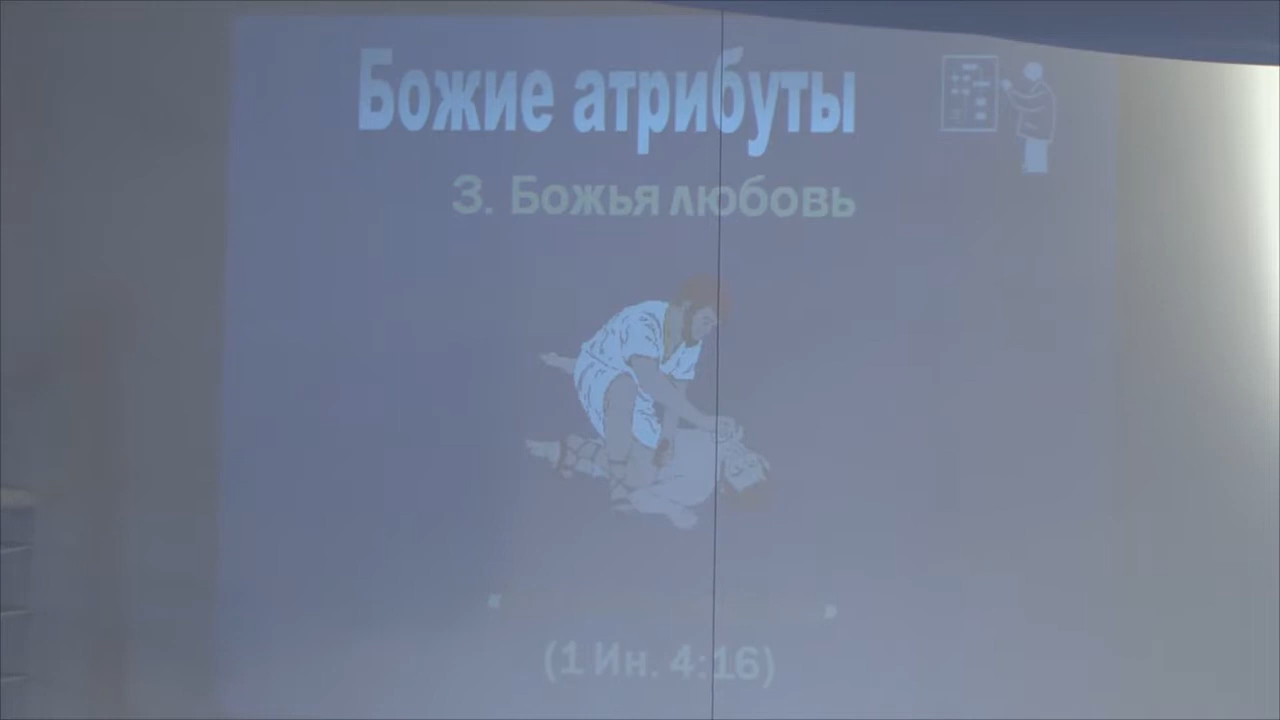 Божие атрибуты
3. Божья любовь
(1 Ин. 4:16)